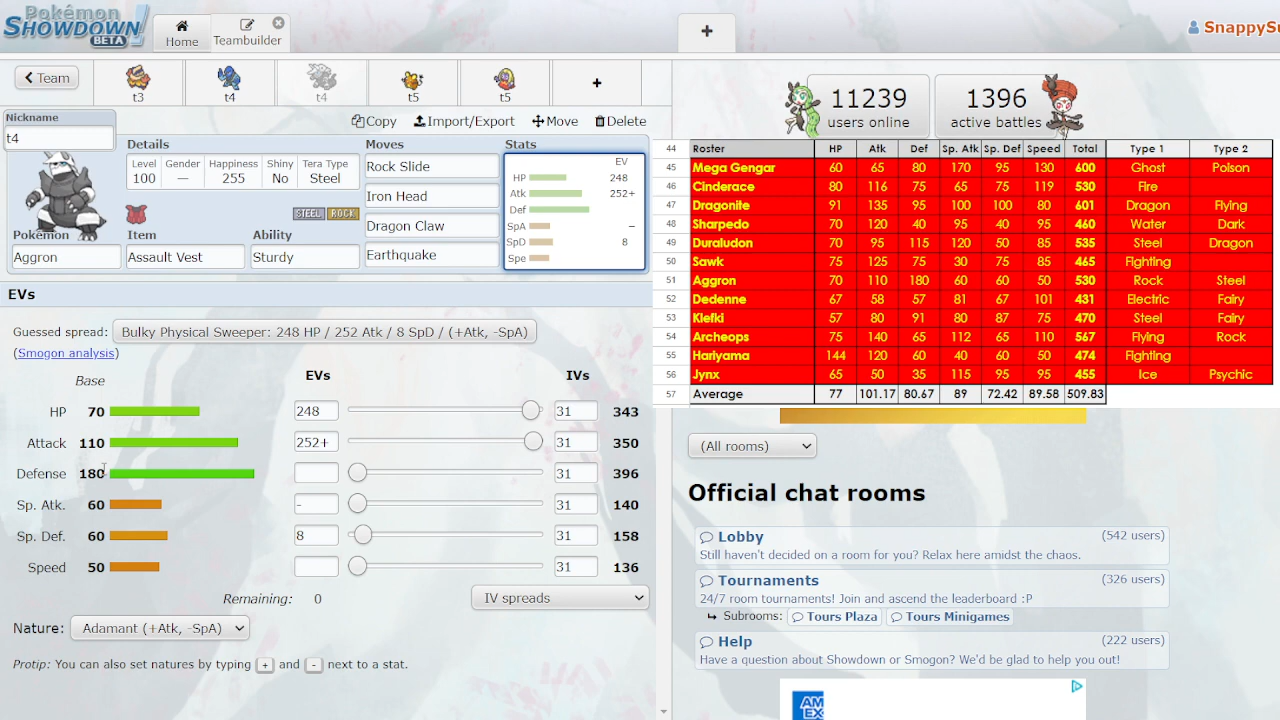 Pokémon
SHOWDOWN!
BETA
Home
Teambuilder
+
SnappySu
Team
t3
t4
t4
t5
t5
+
11239
users online
1396
active battles
Nickname
t4
Copy Import/Export Move Delete
Details
Level Gender Happiness Shiny Tera Type
100 – 255 No Steel
STEEL ROCK
Pokémon
Aggron
Item
Assault Vest
Ability
Sturdy
Moves
Rock Slide
Iron Head
Dragon Claw
Earthquake
Stats
EV
HP 248
Atk 252+
Def
SpA –
SpD 8
Spe
44 Roster HP Atk Def Sp. Atk Sp. Def Speed Total Type 1 Type 2
45 Mega Gengar 60 65 80 170 95 130 600 Ghost Poison
46 Cinderace 80 116 75 65 75 119 530 Fire
47 Dragonite 91 135 95 100 100 80 601 Dragon Flying
48 Sharpedo 70 120 40 95 40 95 460 Water Dark
49 Duraludon 70 95 115 120 50 85 535 Steel Dragon
50 Sawk 75 125 75 30 75 85 465 Fighting
51 Aggron 70 110 180 60 60 50 530 Rock Steel
52 Dedenne 67 58 57 81 67 101 431 Electric Fairy
53 Klefki 57 80 91 80 87 75 470 Steel Fairy
54 Archeops 75 140 65 112 65 110 567 Flying Rock
55 Hariyama 144 120 60 40 60 50 474 Fighting
56 Jynx 65 50 35 115 95 95 455 Ice Psychic
57 Average 77 101.17 80.67 89 72.42 89.58 509.83
EVs
uessed spread: Bulky Physical Sweeper: 248 HP / 252 Atk / 8 SpD / (+Atk, -SpA)
(Smogon analysis)
Base EVs IVs
HP 70 248 31 343
Attack 110 252+ 31 350
Defense 180 31 396
Sp. Atk. 60 - 31 140
Sp. Def. 60 8 31 158
Speed 50 31 136
Remaining: 0
IV spreads
Nature: Adamant (+Atk, -SpA)
Protip: You can also set natures by typing + and - next to a stat.
(All rooms)
Official chat rooms
Lobby (542 users)
Still haven't decided on a room for you? Relax here amidst the chaos.
Tournaments (326 users)
24/7 room tournaments! Join and ascend the leaderboard :P
Subrooms: Tours Plaza Tours Minigames
Help (222 users)
Have a question about Showdown or Smogon? We'd be glad to help you out!
AM
EX